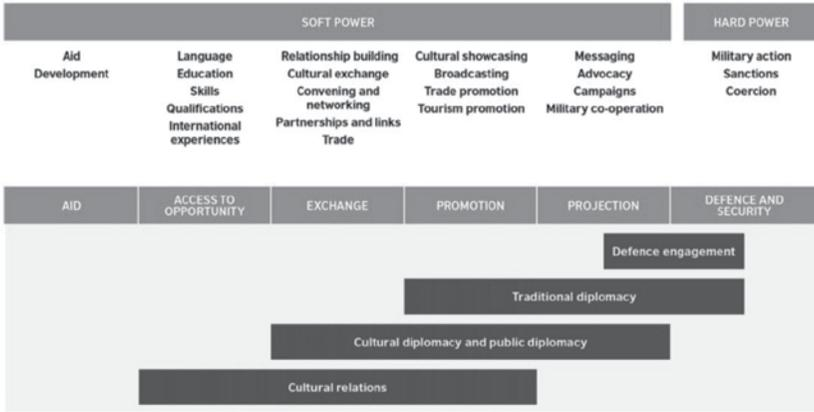 SOFT POWER
HARD POWER
Aid
Development
Language
Education
Skills
Qualifications
International
experiences
Relationship building
Cultural exchange
Convening and
networking
Partnerships and links
Trade
Cultural showcasing
Broadcasting
Trade promotion
Tourism promotion
Messaging
Advocacy
Campaigns
Military co-operation
Military action
Sanctions
Coercion
AID
ACCESS TO
OPPORTUNITY
EXCHANGE
PROMOTION
PROJECTION
DEFENCE AND
SECURITY
Defence engagement
Traditional diplomacy
Cultural diplomacy and public diplomacy
Cultural relations